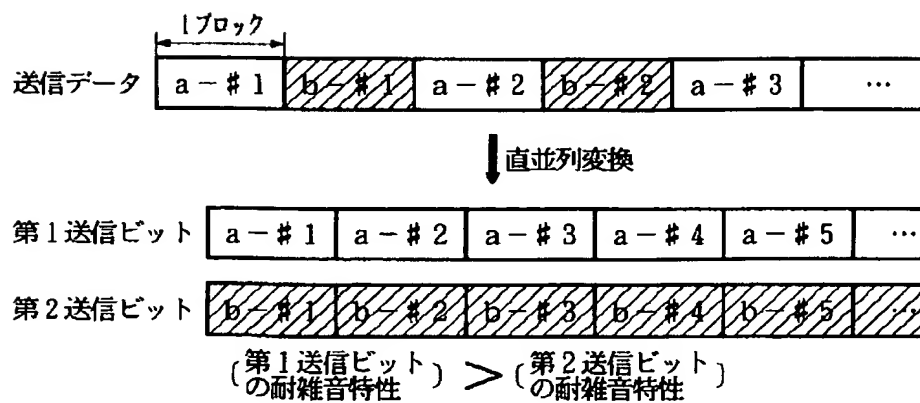 1ブロック
送信データ a-#1 b-#1 a-#2 b-#2 a-#3 …
直並列変換
第1送信ビット a-#1 a-#2 a-#3 a-#4 a-#5 …
第2送信ビット b-#1 b-#2 b-#3 b-#4 b-#5 …
(第1送信ビットの耐雑音特性) > (第2送信ビットの耐雑音特性)